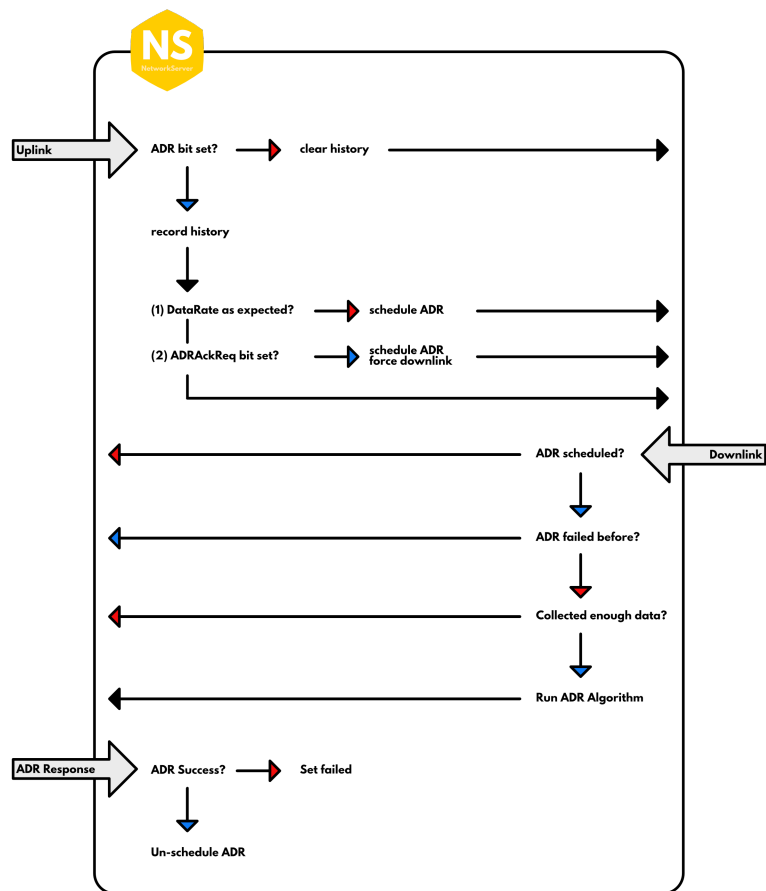 NS
NetworkServer
Uplink
ADR bit set?
clear history
record history
(1) DataRate as expected?
schedule ADR
(2) ADRAckReq bit set?
schedule ADR
force downlink
ADR scheduled?
Downlink
ADR failed before?
Collected enough data?
Run ADR Algorithm
ADR Response
ADR Success?
Set failed
Un-schedule ADR